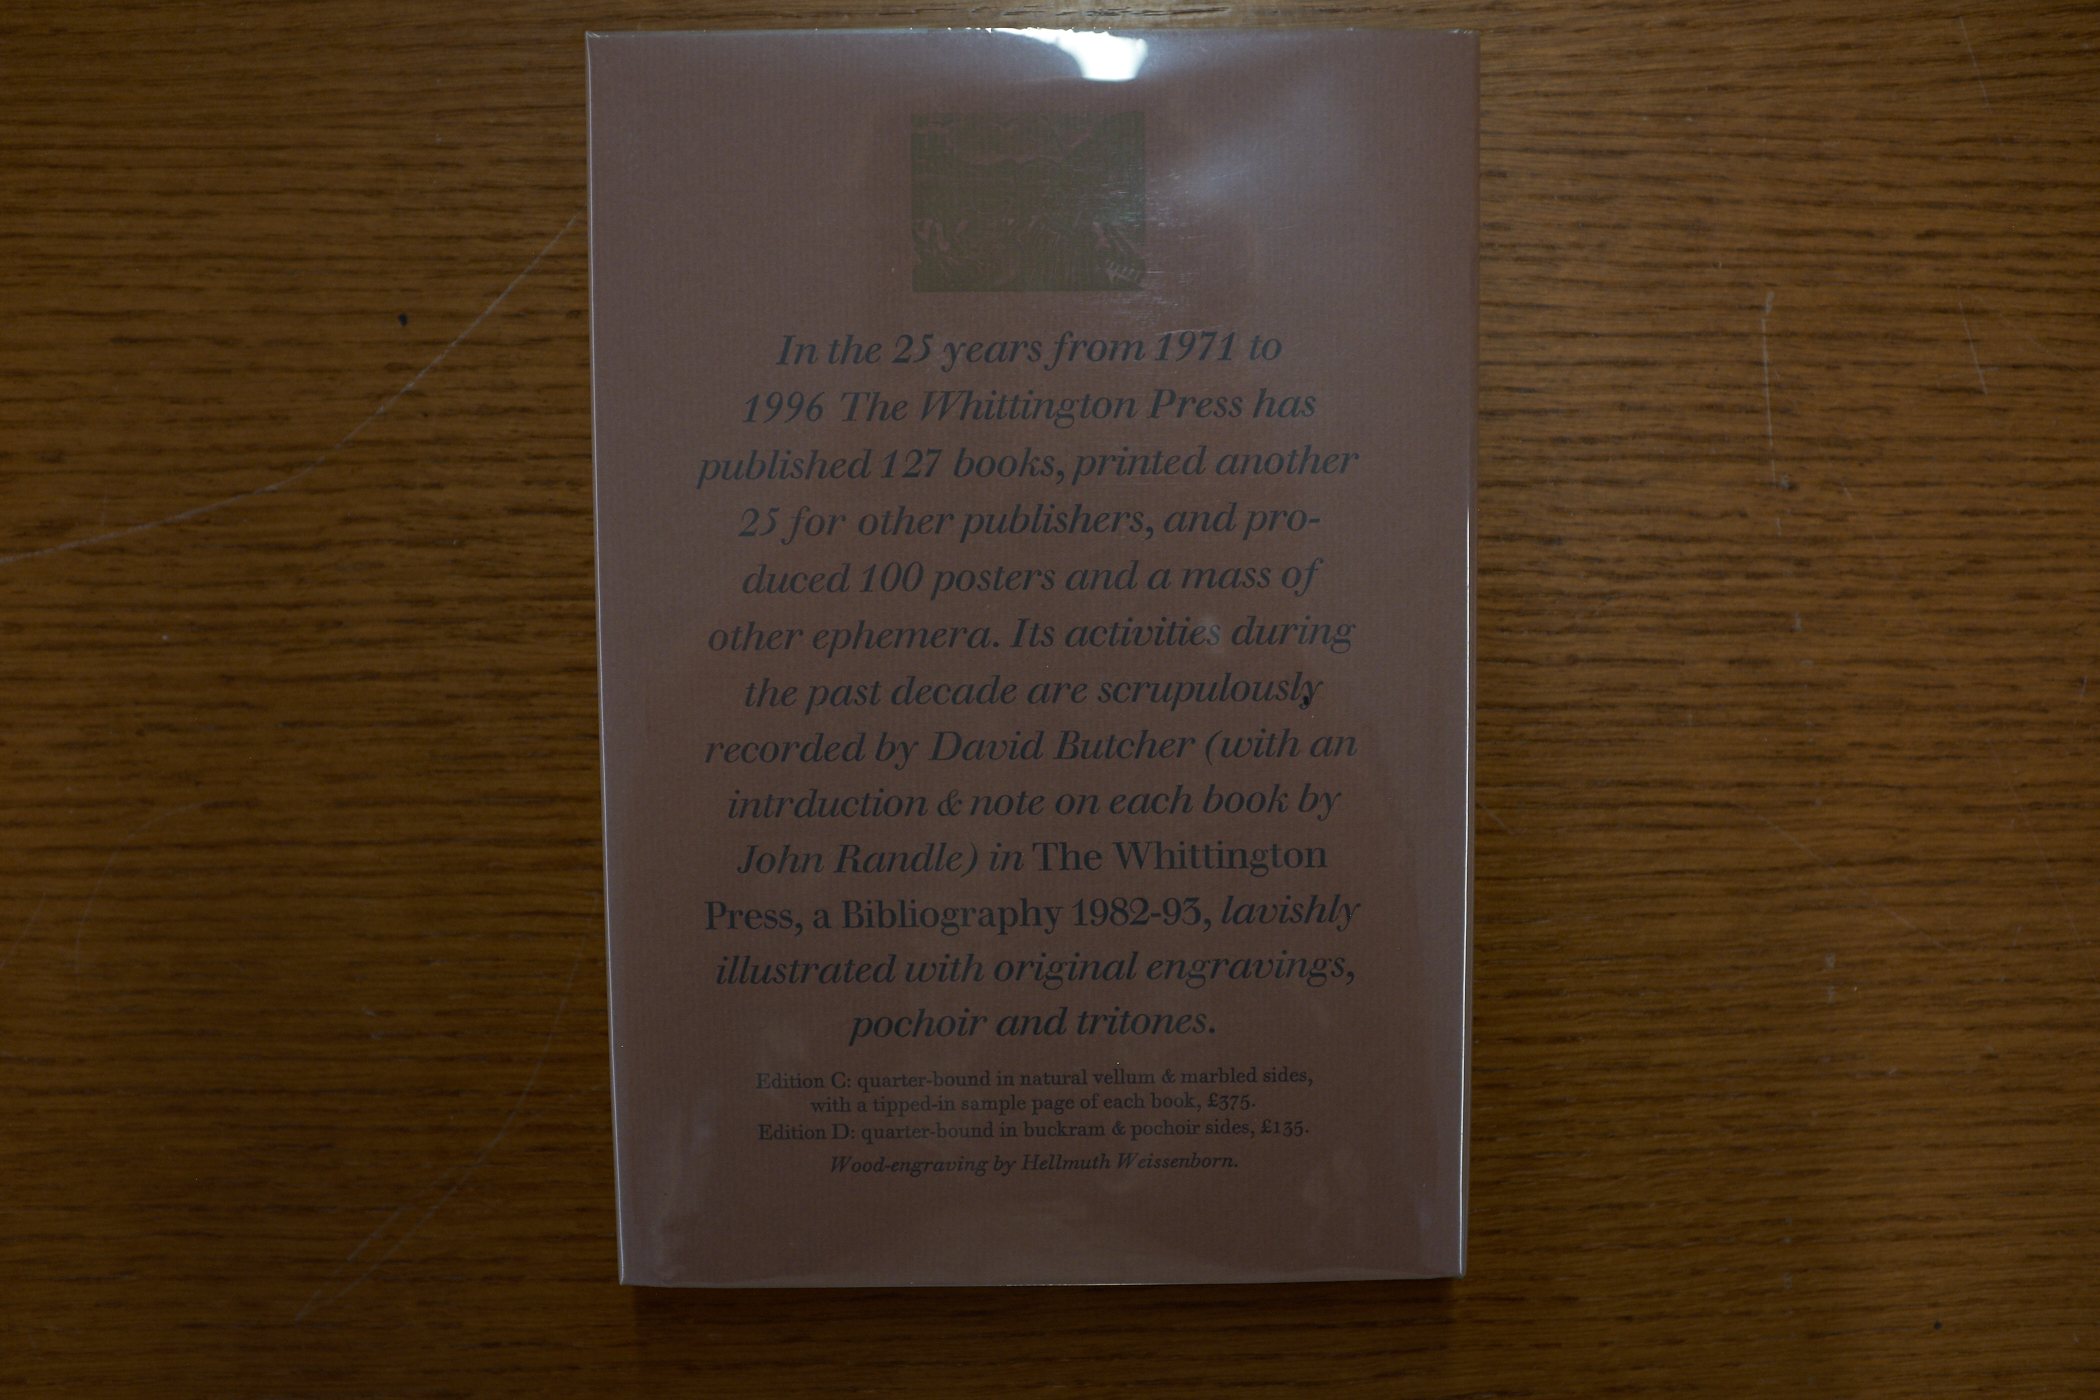 In the 25 years from 1971 to
1996 The Whittington Press has
published 127 books, printed another
25 for other publishers, and pro-
duced 100 posters and a mass of
other ephemera. Its activities during
the past decade are scrupulously
recorded by David Butcher (with an
intrduction & note on each book by
John Randle) in The Whittington
Press, a Bibliography 1982-93, lavishly
illustrated with original engravings,
pochoir and tritones.
Edition C: quarter-bound in natural vellum & marbled sides,
with a tipped-in sample page of each book, £375.
Edition D: quarter-bound in buckram & pochoir sides, £135.
Wood-engraving by Hellmuth Weissenborn.